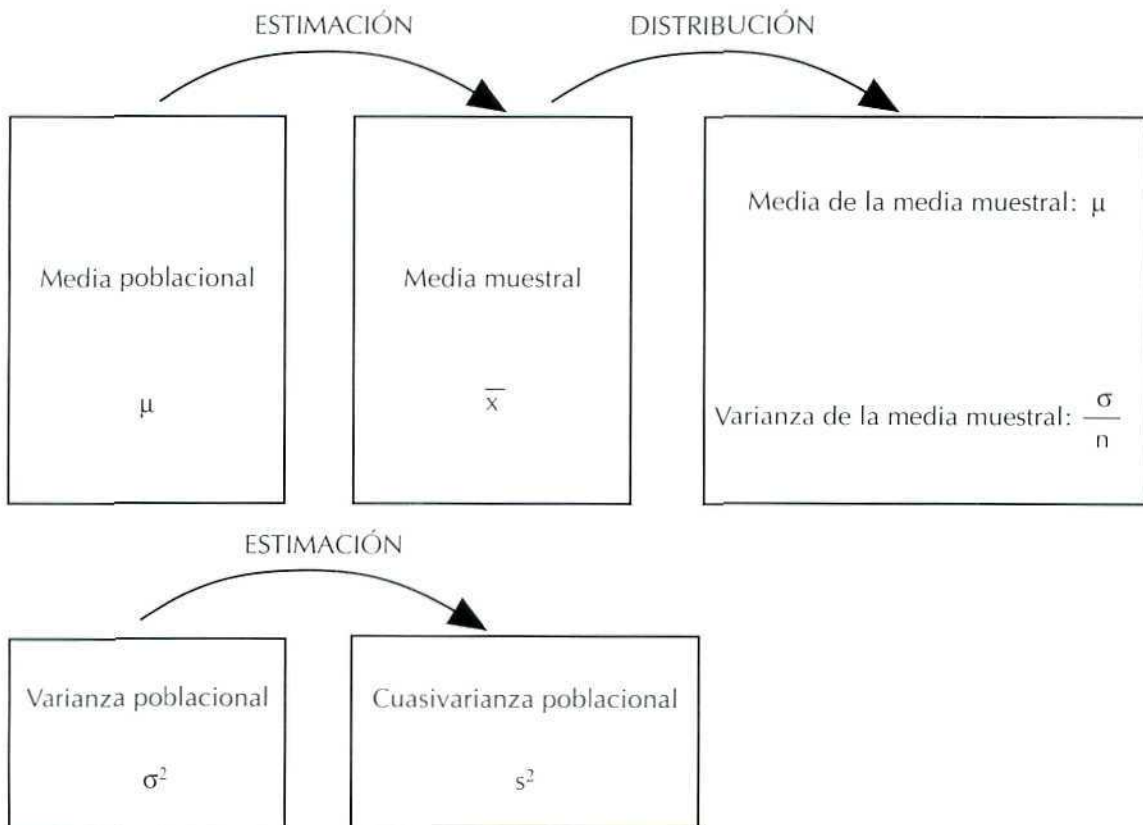 ESTIMACIÓN
DISTRIBUCIÓN
Media poblacional
μ
Media muestral
x̄
Media de la media muestral: μ
Varianza de la media muestral: σ/n
ESTIMACIÓN
Varianza poblacional
σ²
Cuasivarianza poblacional
s²